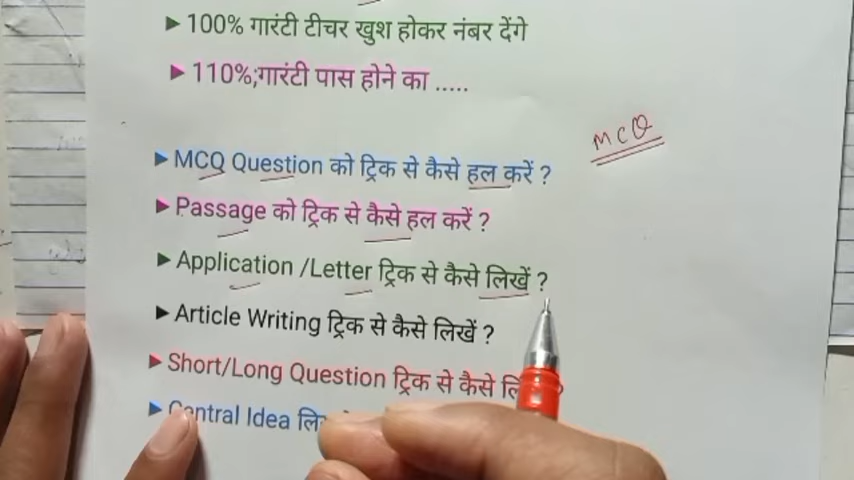 ▶ 100% गारंटी टीचर खुश होकर नंबर देंगे
▶ 110%;गारंटी पास होने का .....
MCQ
▶ MCQ Question को ट्रिक से कैसे हल करें ?
▶ Passage को ट्रिक से कैसे हल करें ?
▶ Application /Letter ट्रिक से कैसे लिखें ?
▶ Article Writing ट्रिक से कैसे लिखें ?
▶ Short/Long Question ट्रिक से कैसे
▶ Central Idea